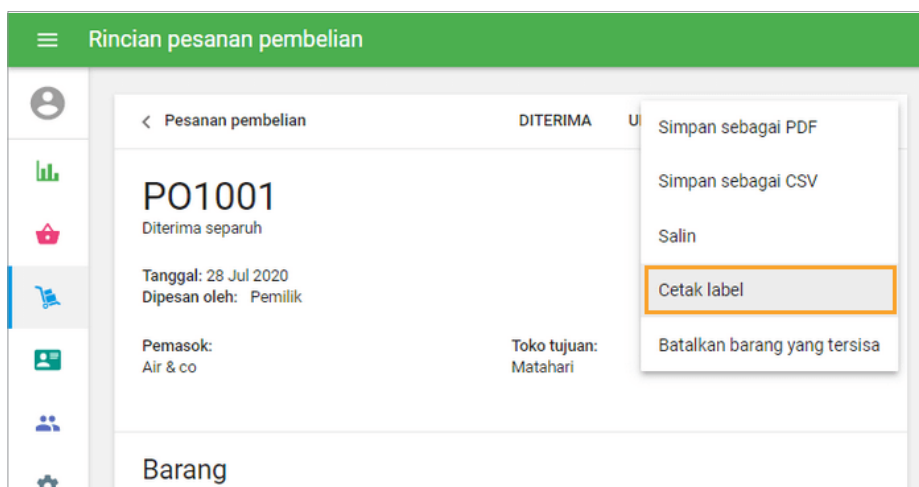 Rincian pesanan pembelian
Pesanan pembelian
DITERIMA
Simpan sebagai PDF
Simpan sebagai CSV
Salin
Cetak label
Batalkan barang yang tersisa
PO1001
Diterima separuh
Tanggal: 28 Jul 2020
Dipesan oleh: Pemilik
Pemasok:
Air & co
Toko tujuan:
Matahari
Barang